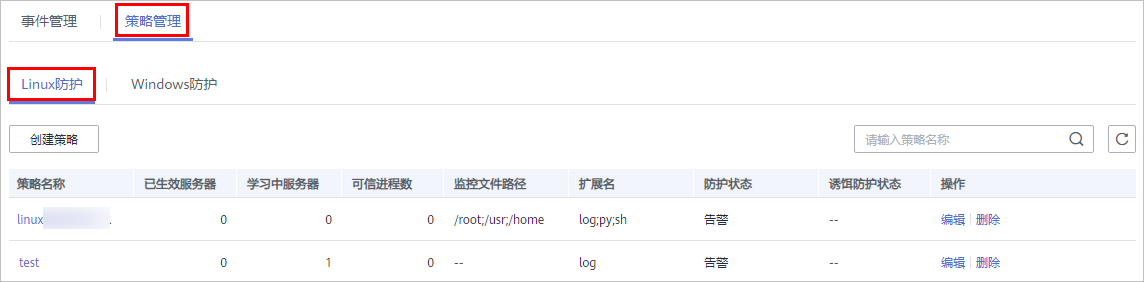 事件管理 策略管理
Linux防护 Windows防护
创建策略 请输入策略名称
策略名称 已生效服务器 学习中服务器 可信进程数 监控文件路径 扩展名 防护状态 诱饵防护状态 操作
linux . 0 0 0 /root;/usr;/home log;py;sh 告警 -- 编辑 删除
test 0 1 0 -- log 告警 -- 编辑 删除